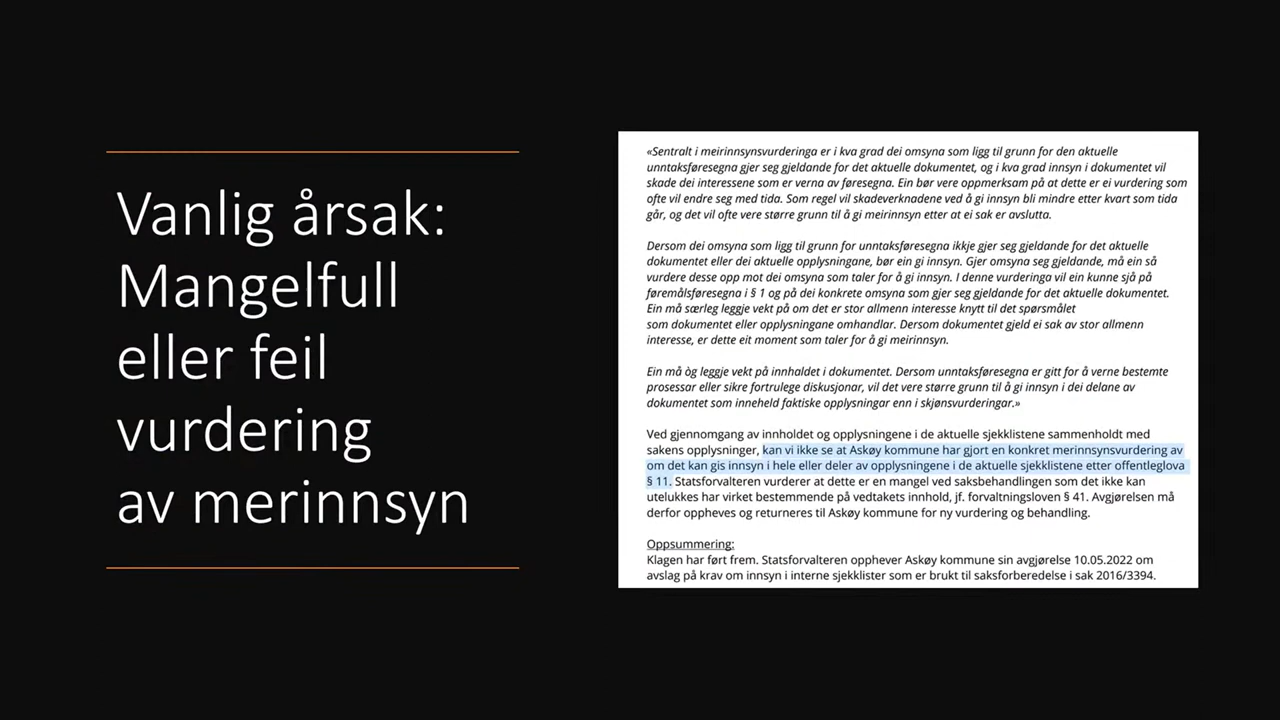 Vanlig årsak:
Mangelfull
eller feil
vurdering
av merinnsyn
«Sentralt i meirinnsynsvurderinga er i kva grad dei omsyna som ligg til grunn for den aktuelle
unntaksføresegna gjer seg gjeldande for det aktuelle dokumentet, og i kva grad innsyn i dokumentet vil
skade dei interessene som er verna av føresegna. Ein bør vere oppmerksam på at dette er ei vurdering som
ofte vil endre seg med tida. Som regel vil skadeverknadene ved å gi innsyn bli mindre etter kvart som tida
går, og det vil ofte vere større grunn til å gi meirinnsyn etter at ei sak er avslutta.
Dersom dei omsyna som ligg til grunn for unntaksføresegna ikkje gjer seg gjeldande for det aktuelle
dokumentet eller dei aktuelle opplysningane, bør ein gi innsyn. Gjer omsyna seg gjeldande, må ein så
vurdere desse opp mot dei omsyna som taler for å gi innsyn. I denne vurderinga vil ein kunne sjå på
føremålsføresegna i § 1 og på dei konkrete omsyna som gjer seg gjeldande for det aktuelle dokumentet.
Ein må særleg leggje vekt på om det er stor allmenn interesse knytt til det spørsmålet
som dokumentet eller opplysningane omhandlar. Dersom dokumentet gjeld ei sak av stor allmenn
interesse, er dette eit moment som taler for å gi meirinnsyn.
Ein må òg leggje vekt på innhaldet i dokumentet. Dersom unntaksføresegna er gitt for å verne bestemte
prosessar eller sikre fortrulege diskusjonar, vil det vere større grunn til å gi innsyn i dei delane av
dokumentet som inneheld faktiske opplysningar enn i skjønsvurderingar.»
Ved gjennomgang av innholdet og opplysningene i de aktuelle sjekklistene sammenholdt med
sakens opplysninger, kan vi ikke se at Askøy kommune har gjort en konkret merinnsynsvurdering av
om det kan gis innsyn i hele eller deler av opplysningene i de aktuelle sjekklistene etter offentleglova
§ 11. Statsforvalteren vurderer at dette er en mangel ved saksbehandlingen som det ikke kan
utelukkes har virket bestemmende på vedtakets innhold, jf. forvaltningsloven § 41. Avgjørelsen må
derfor oppheves og returneres til Askøy kommune for ny vurdering og behandling.
Oppsummering:
Klagen har ført frem. Statsforvalteren opphever Askøy kommune sin avgjørelse 10.05.2022 om
avslag på krav om innsyn i interne sjekklister som er brukt til saksforberedelse i sak 2016/3394.